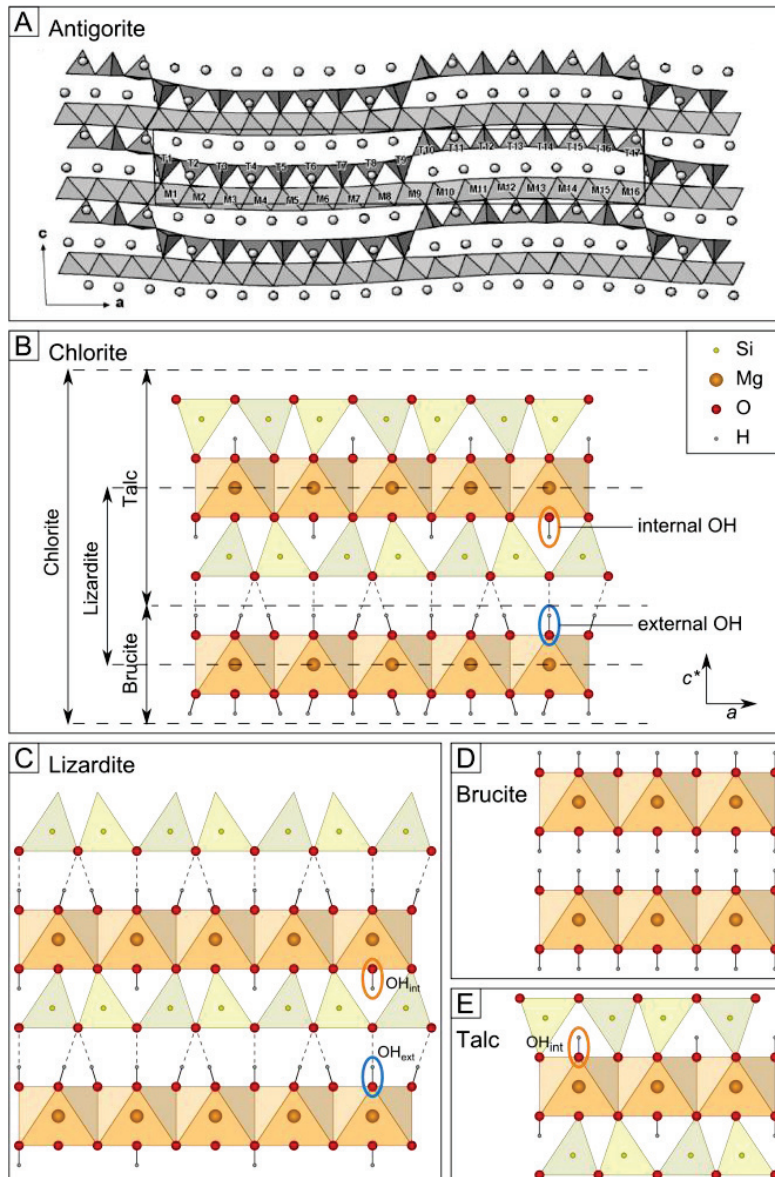 A Antigorite
T1 T2 T3 T4 T5 T6 T7 T8 T9 T10 T11 T12 T13 T14 T15 T16 T17
M1 M2 M3 M4 M5 M6 M7 M8 M9 M10 M11 M12 M13 M14 M15 M16
c
a
B Chlorite
Si
Mg
O
H
Chlorite
Lizardite
Talc
Brucite
internal OH
external OH
c*
a
C Lizardite
OHint
OHext
D
Brucite
E
Talc
OHint